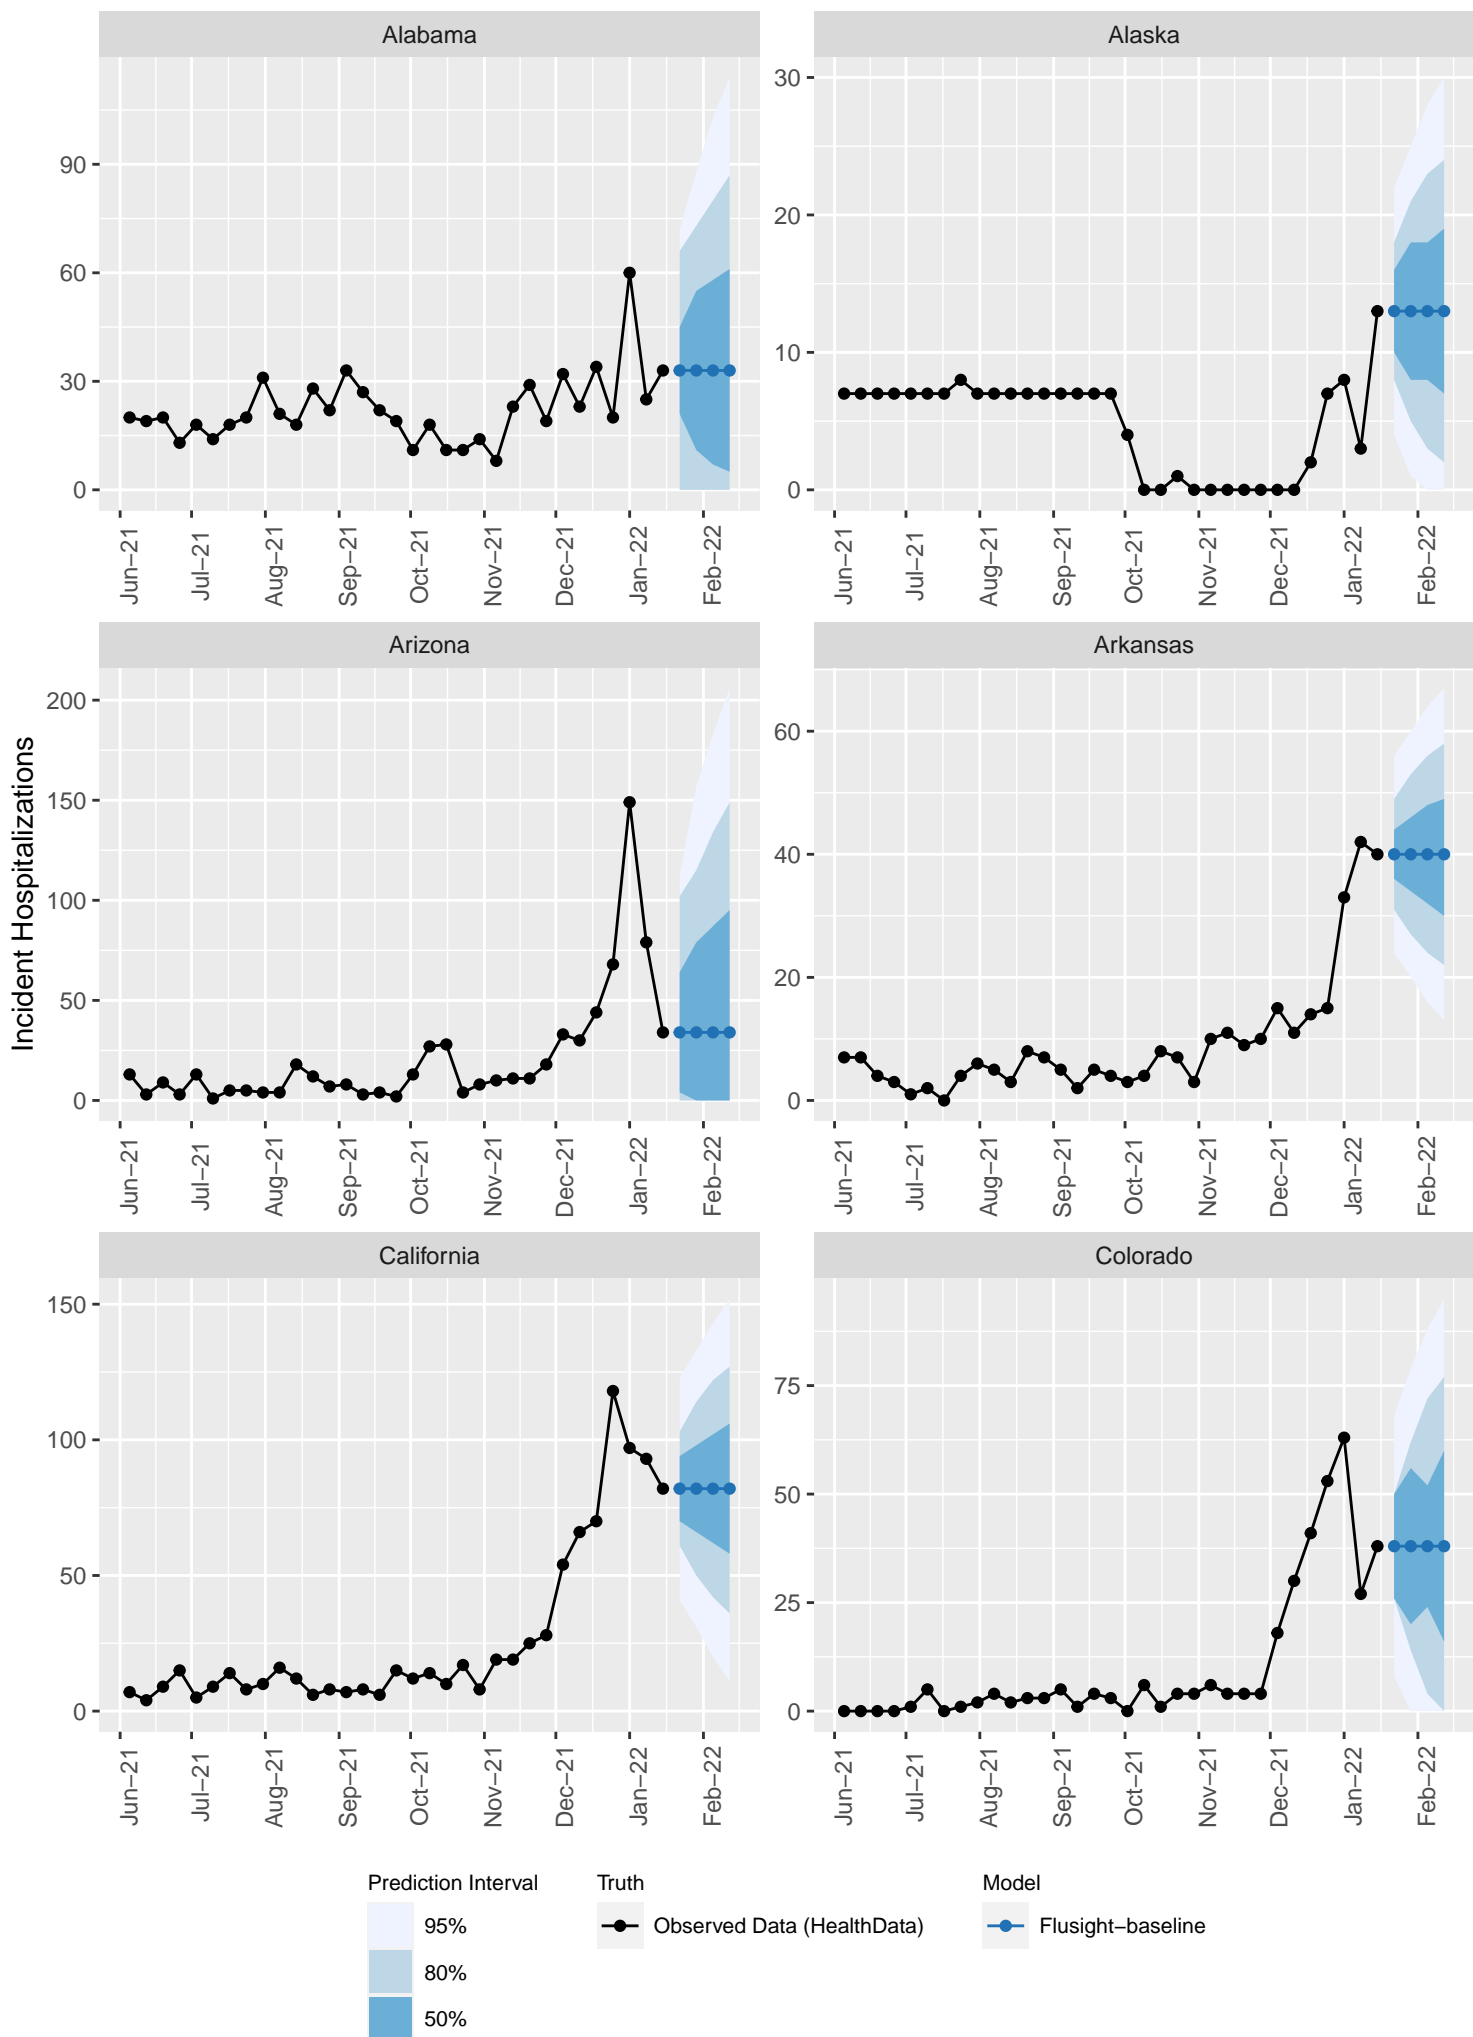 Alabama
Alaska
90
60
30
0
30
20
10
0
Jun−21
Jul−21
Aug−21
Sep−21
Oct−21
Nov−21
Dec−21
Jan−22
Feb−22
Jun−21
Jul−21
Aug−21
Sep−21
Oct−21
Nov−21
Dec−21
Jan−22
Feb−22
Incident Hospitalizations
Arizona
Arkansas
200
150
100
50
0
60
40
20
0
Jun−21
Jul−21
Aug−21
Sep−21
Oct−21
Nov−21
Dec−21
Jan−22
Feb−22
Jun−21
Jul−21
Aug−21
Sep−21
Oct−21
Nov−21
Dec−21
Jan−22
Feb−22
California
Colorado
150
100
50
0
75
50
25
0
Jun−21
Jul−21
Aug−21
Sep−21
Oct−21
Nov−21
Dec−21
Jan−22
Feb−22
Jun−21
Jul−21
Aug−21
Sep−21
Oct−21
Nov−21
Dec−21
Jan−22
Feb−22
Prediction Interval
95%
80%
50%
Truth
Observed Data (HealthData)
Model
Flusight−baseline